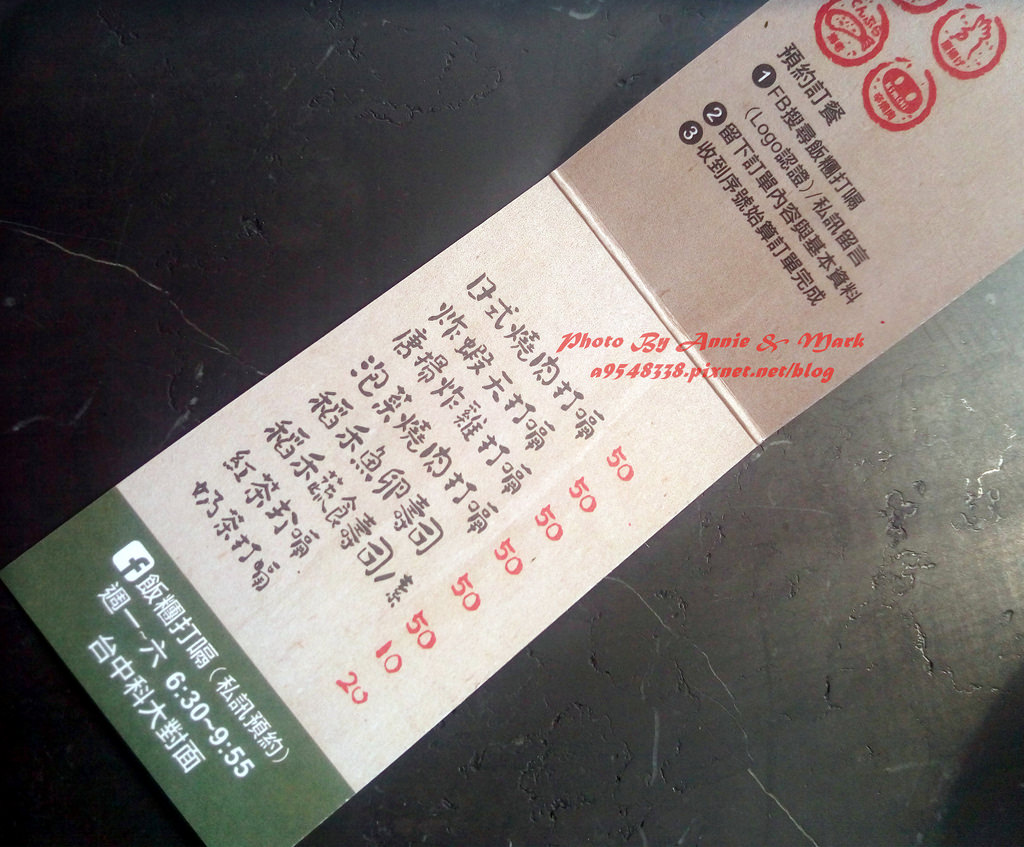 預約訂餐
❶FB搜尋飯糰打嗝
(Logo認證)/私訊留言
❷留下訂單內容與基本資料
❸收到序號始算訂單完成
日式燒肉打嗝 50
炸蝦天打嗝 50
唐揚炸雞打嗝 50
泡菜燒肉打嗝 50
稻禾魚卵壽司 50
稻禾蔬食壽司/素 50
紅茶打嗝 10
奶茶打嗝 20
Photo By Annie & Mark
a9548338.pixnet.net/blog
f飯糰打嗝(私訊預約)
週一~六 6:30~9:55
台中科大對面